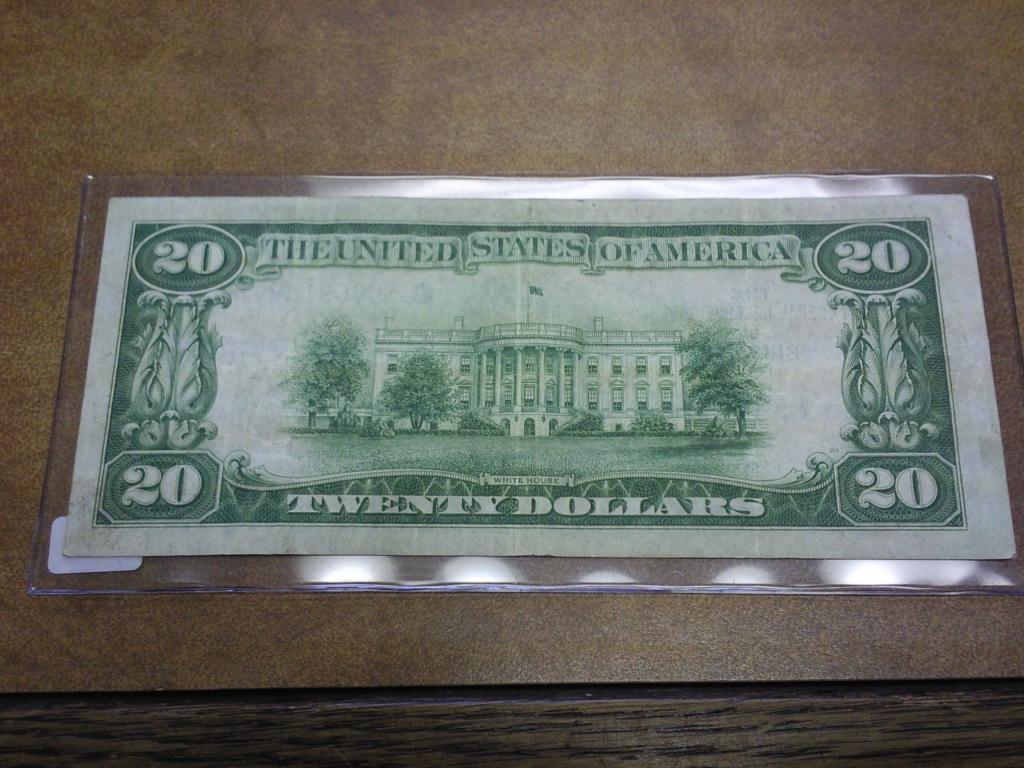 20 THE UNITED STATES OF AMERICA 20
WHITE HOUSE
20 TWENTY DOLLARS 20